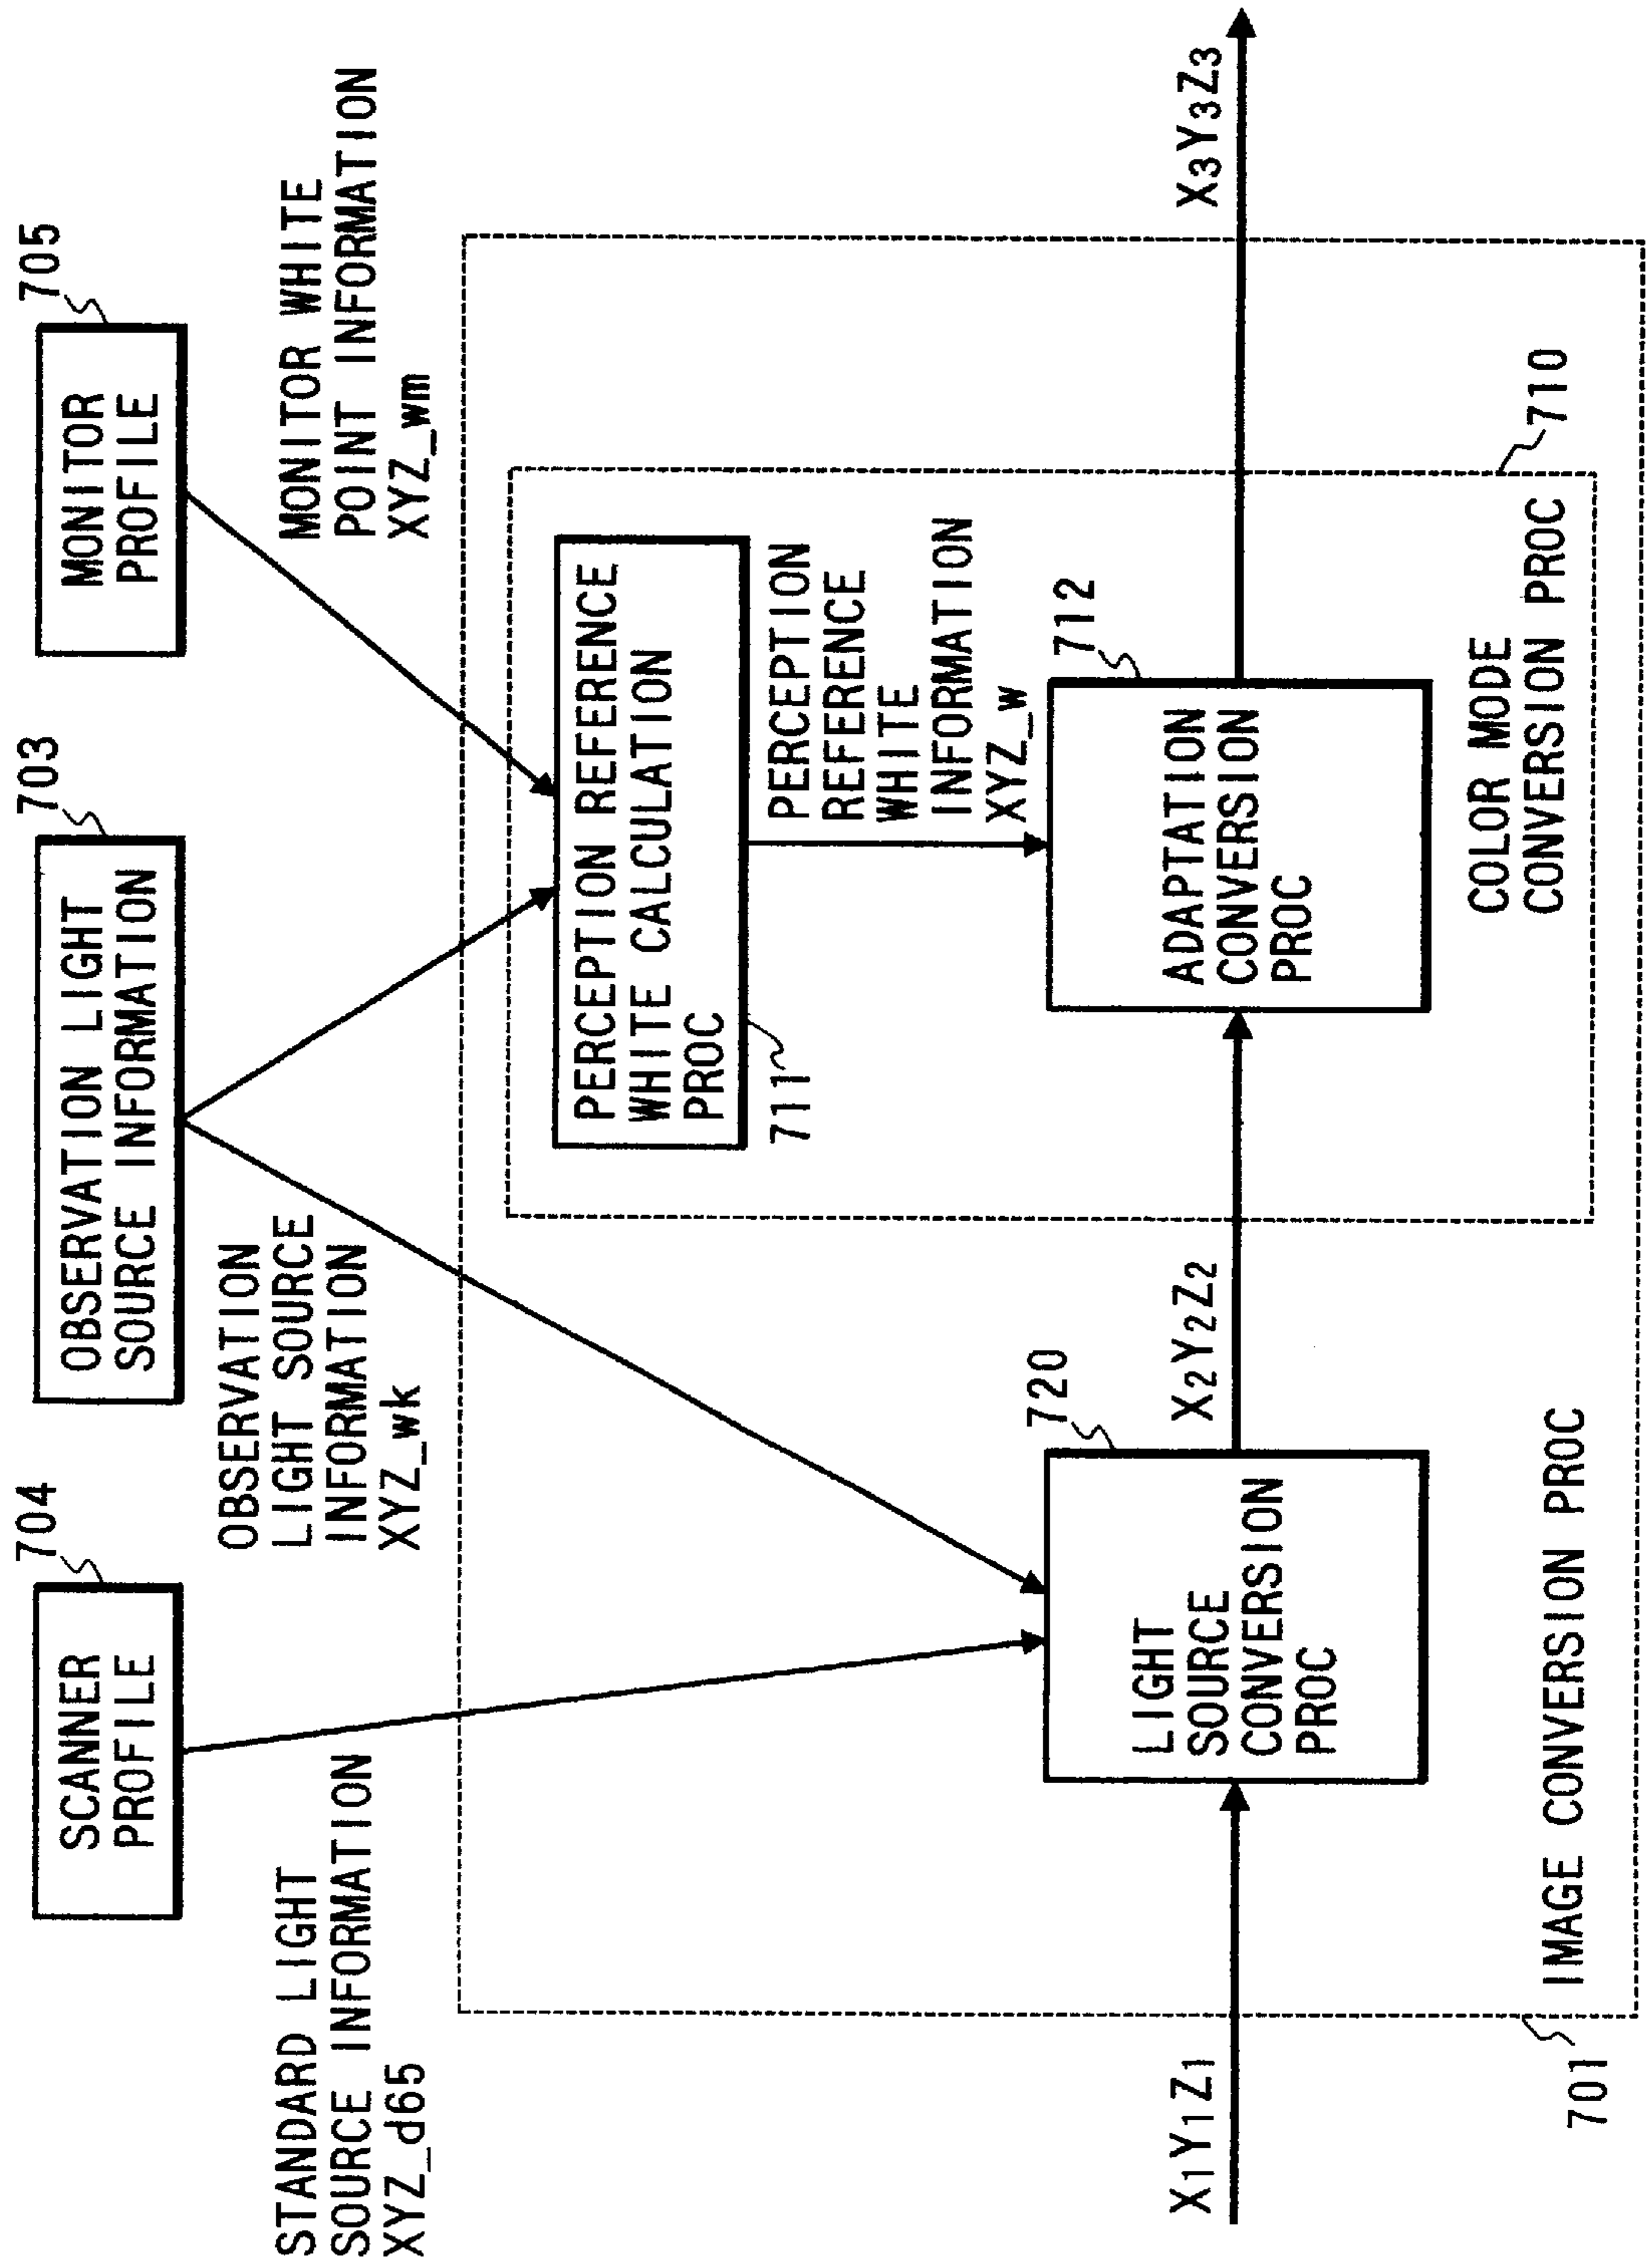 704
SCANNER
PROFILE
703
OBSERVATION LIGHT
SOURCE INFORMATION
705
MONITOR
PROFILE
STANDARD LIGHT
SOURCE INFORMATION
XYZ_d65
OBSERVATION
LIGHT SOURCE
INFORMATION
XYZ_wk
MONITOR WHITE
POINT INFORMATION
XYZ_wm
PERCEPTION REFERENCE
WHITE CALCULATION
PROC
711
PERCEPTION
REFERENCE
WHITE
INFORMATION
XYZ_w
720
LIGHT
SOURCE
CONVERSION
PROC
712
ADAPTATION
CONVERSION
PROC
X1Y1Z1
X2Y2Z2
X3Y3Z3
COLOR MODE
CONVERSION PROC
710
IMAGE CONVERSION PROC
701